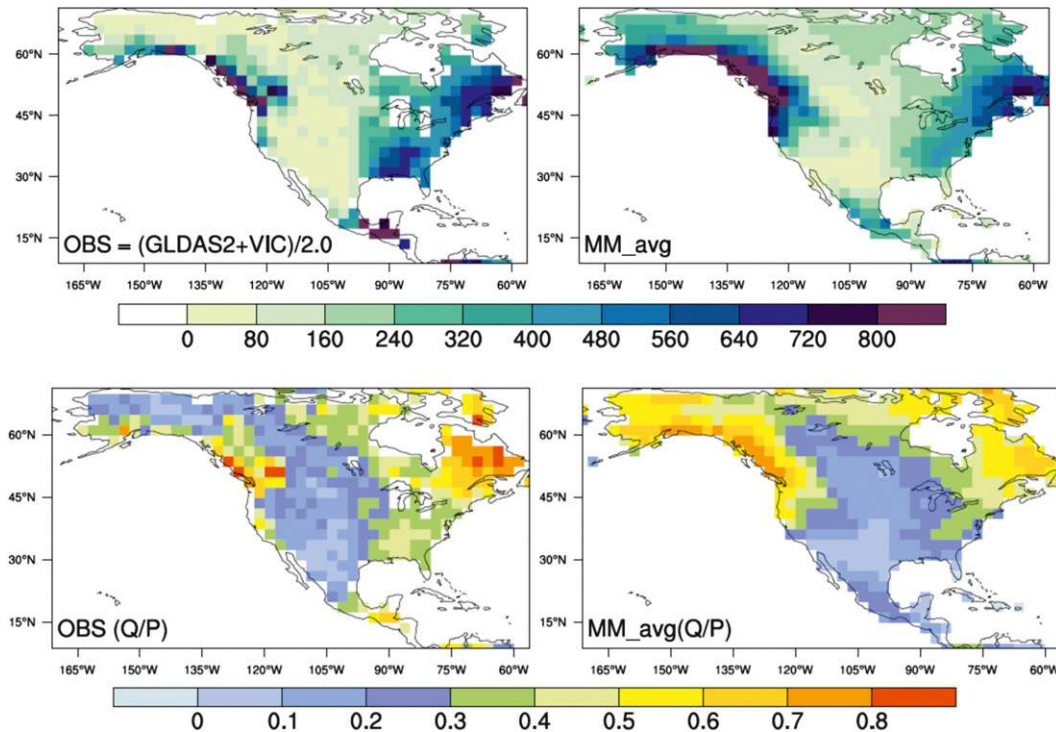 60°N
45°N
30°N
15°N
OBS = (GLDAS2+VIC)/2.0
165°W 150°W 135°W 120°W 105°W 90°W 75°W 60°W
60°N
45°N
30°N
15°N
MM_avg
165°W 150°W 135°W 120°W 105°W 90°W 75°W 60°W
0 80 160 240 320 400 480 560 640 720 800
60°N
45°N
30°N
15°N
OBS (Q/P)
165°W 150°W 135°W 120°W 105°W 90°W 75°W 60°W
60°N
45°N
30°N
15°N
MM_avg(Q/P)
165°W 150°W 135°W 120°W 105°W 90°W 75°W 60°W
0 0.1 0.2 0.3 0.4 0.5 0.6 0.7 0.8